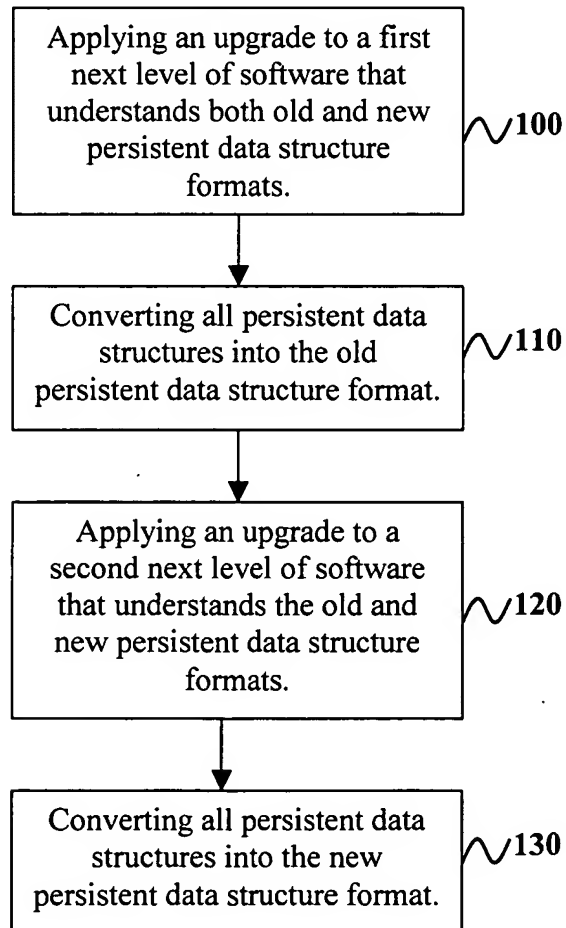 Applying an upgrade to a first
next level of software that
understands both old and new
persistent data structure
formats.
100
Converting all persistent data
structures into the old
persistent data structure format.
110
Applying an upgrade to a
second next level of software
that understands the old and
new persistent data structure
formats.
120
Converting all persistent data
structures into the new
persistent data structure format.
130